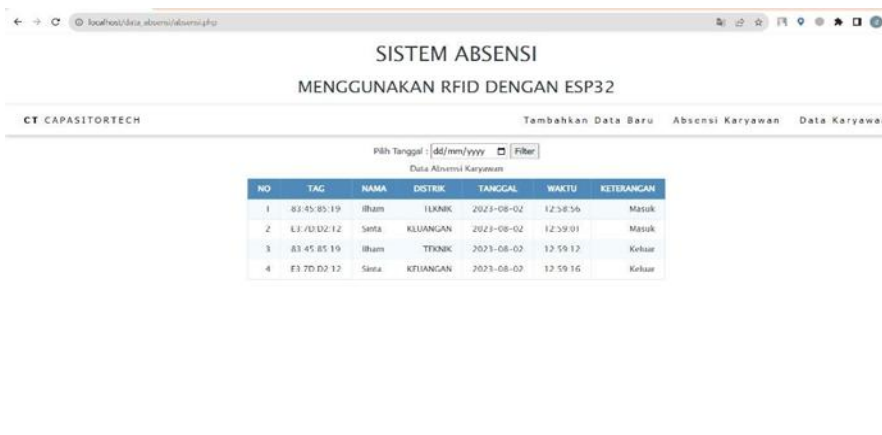 localhost/data_absensi/absensi.php
SISTEM ABSENSI
MENGGUNAKAN RFID DENGAN ESP32
CT CAPASITORTECH Tambahkan Data Baru Absensi Karyawan Data Karyawa
Pilih Tanggal : dd/mm/yyyy Filter
Data Absensi Karyawan
NO TAG NAMA DISTRIK TANGGAL WAKTU KETERANGAN
1 83:45:85:19 Ilham TEKNIK 2023-08-02 12:58:56 Masuk
2 E3:7D:D2:12 Sinta KEUANGAN 2023-08-02 12:59:01 Masuk
3 83:45:85:19 Ilham TEKNIK 2023-08-02 12:59:12 Keluar
4 E3:7D:D2:12 Sinta KEUANGAN 2023-08-02 12:59:16 Keluar